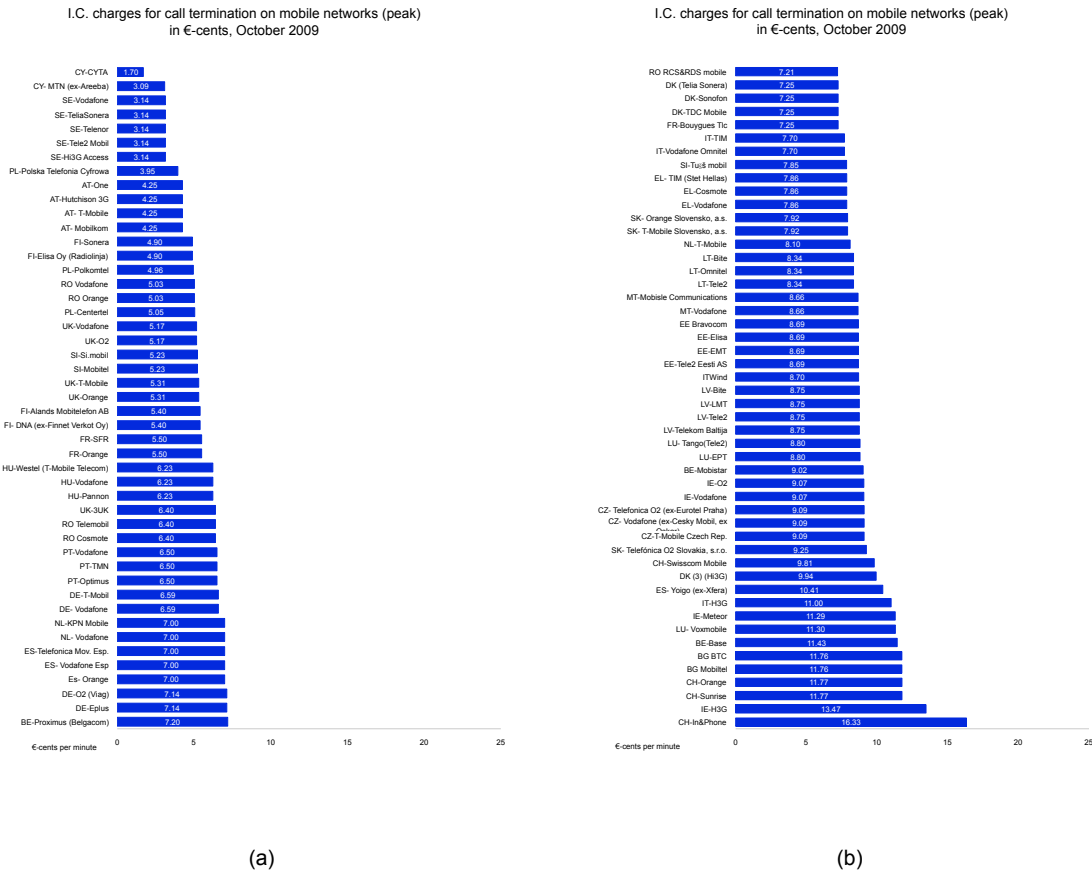 I.C. charges for call termination on mobile networks (peak)
in €-cents, October 2009
CY-CYTA 1.70
CY- MTN (ex-Areeba) 3.09
SE-Vodafone 3.14
SE-TeliaSonera 3.14
SE-Telenor 3.14
SE-Tele2 Mobil 3.14
SE-Hi3G Access 3.14
PL-Polska Telefonia Cyfrowa 3.95
AT-One 4.25
AT-Hutchison 3G 4.25
AT- T-Mobile 4.25
AT- Mobilkom 4.25
FI-Sonera 4.90
FI-Elisa Oy (Radiolinja) 4.90
PL-Polkomtel 4.96
RO Vodafone 5.03
RO Orange 5.03
PL-Centertel 5.05
UK-Vodafone 5.17
UK-O2 5.17
SI-Si.mobil 5.23
SI-Mobitel 5.23
UK-T-Mobile 5.31
UK-Orange 5.31
FI-Alands Mobitelefon AB 5.40
FI- DNA (ex-Finnet Verkot Oy) 5.40
FR-SFR 5.50
FR-Orange 5.50
HU-Westel (T-Mobile Telecom) 6.23
HU-Vodafone 6.23
HU-Pannon 6.23
UK-3UK 6.40
RO Telemobil 6.40
RO Cosmote 6.40
PT-Vodafone 6.50
PT-TMN 6.50
PT-Optimus 6.50
DE-T-Mobil 6.59
DE- Vodafone 6.59
NL-KPN Mobile 7.00
NL- Vodafone 7.00
ES-Telefonica Mov. Esp. 7.00
ES- Vodafone Esp 7.00
Es- Orange 7.00
DE-O2 (Viag) 7.14
DE-Eplus 7.14
BE-Proximus (Belgacom) 7.20
€-cents per minute 0 5 10 15 20 25
(a)
I.C. charges for call termination on mobile networks (peak)
in €-cents, October 2009
RO RCS&RDS mobile 7.21
DK (Telia Sonera) 7.25
DK-Sonofon 7.25
DK-TDC Mobile 7.25
FR-Bouygues Tlc 7.25
IT-TIM 7.70
IT-Vodafone Omnitel 7.70
mobil 7.85
EL- TIM (Stet Hellas) 7.86
EL-Cosmote 7.86
EL-Vodafone 7.86
SK- Orange Slovensko, a.s. 7.92
SK- T-Mobile Slovensko, a.s. 7.92
NL-T-Mobile 8.10
LT-Bite 8.34
LT-Omnitel 8.34
LT-Tele2 8.34
MT-Mobisle Communications 8.66
MT-Vodafone 8.66
EE Bravocom 8.69
EE-Elisa 8.69
EE-EMT 8.69
EE-Tele2 Eesti AS 8.69
ITWind 8.70
LV-Bite 8.75
LV-LMT 8.75
LV-Tele2 8.75
LV-Telekom Baltija 8.75
LU- Tango(Tele2) 8.80
LU-EPT 8.80
BE-Mobistar 9.02
IE-O2 9.07
IE-Vodafone 9.07
CZ- Telefonica O2 (ex-Eurotel Praha) 9.09
CZ- Vodafone (ex-Cesky Mobil, ex 9.09
CZ-T-Mobile Czech Rep. 9.09
SK- Telefónica O2 Slovakia, s.r.o. 9.25
CH-Swisscom Mobile 9.81
DK (3) (Hi3G) 9.94
ES- Yoigo (ex-Xfera) 10.41
IT-H3G 11.00
IE-Meteor 11.29
LU- Voxmobile 11.30
BE-Base 11.43
BG BTC 11.76
BG Mobiltel 11.76
CH-Orange 11.77
CH-Sunrise 11.77
IE-H3G 13.47
CH-In&Phone 16.33
€-cents per minute 0 5 10 15 20 25
(b)